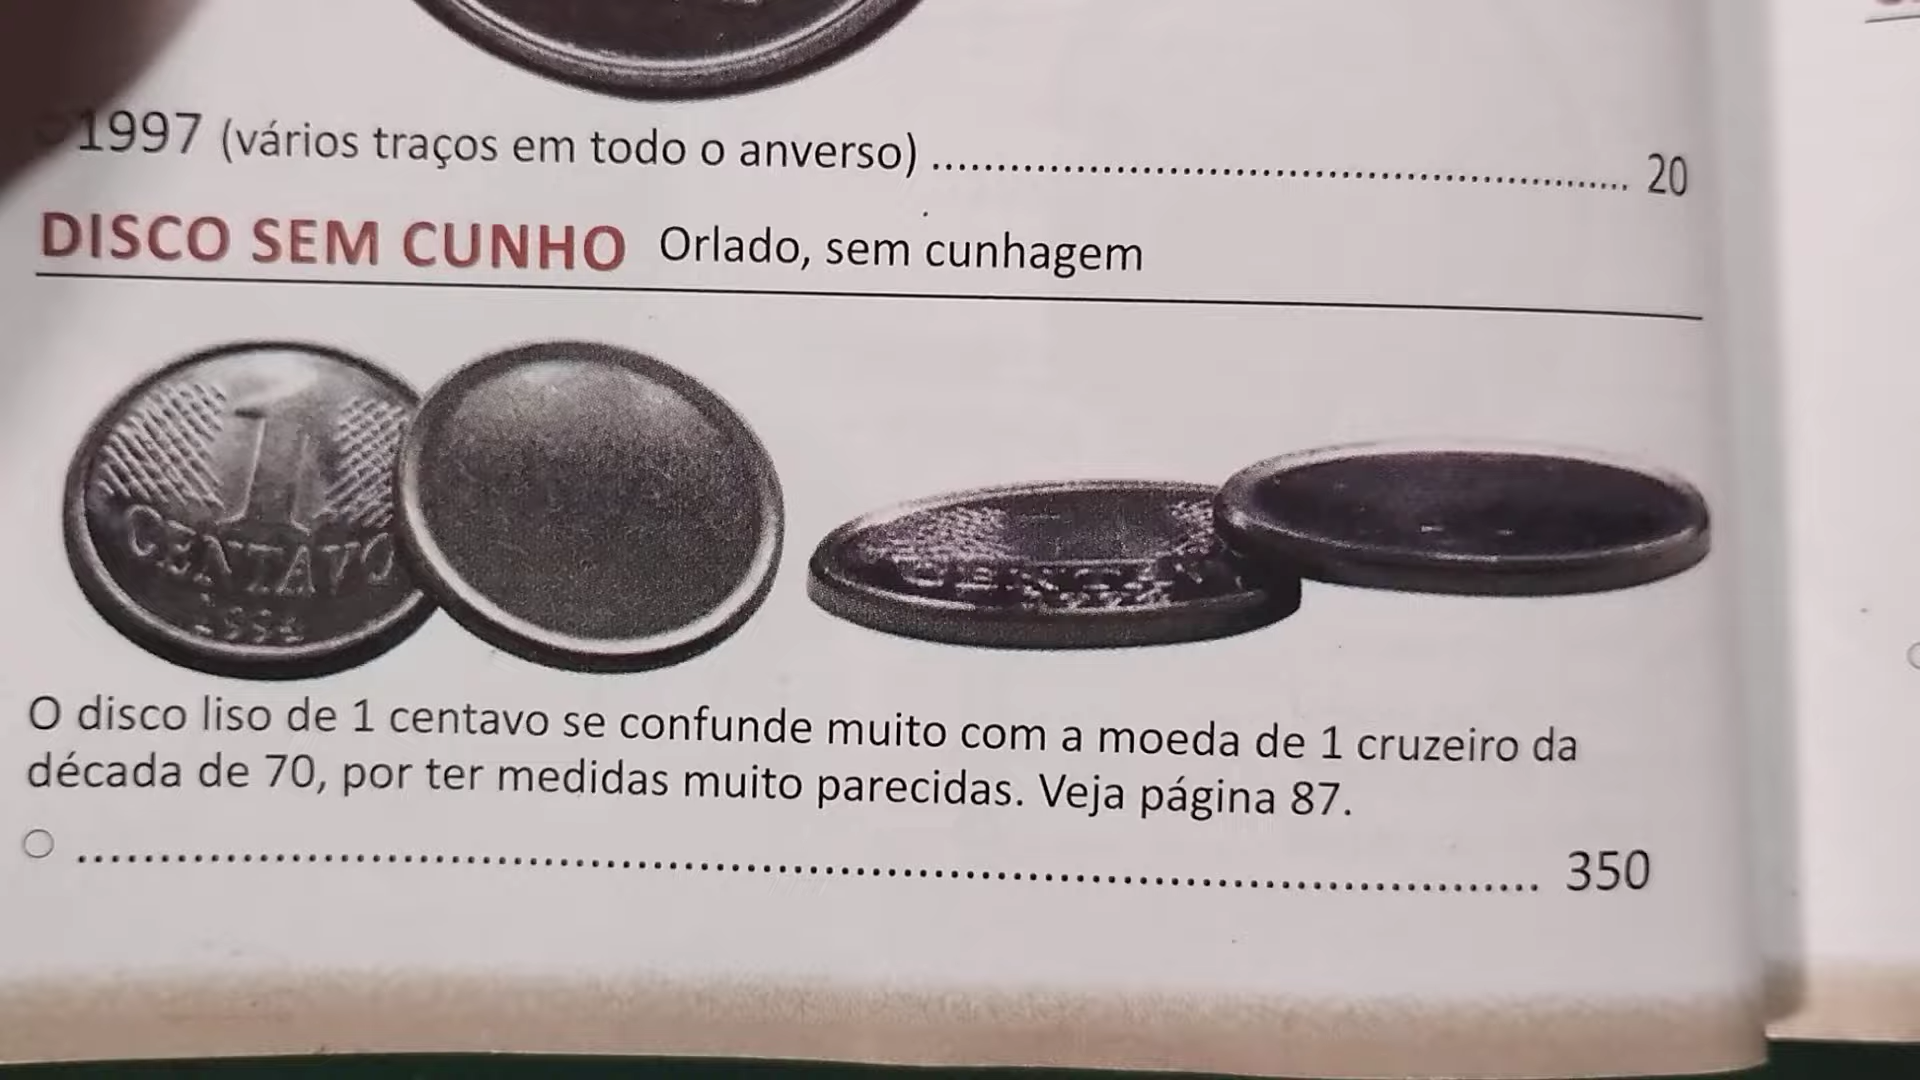 1997 (vários traços em todo o anverso) ........................................................ 20
DISCO SEM CUNHO Orlado, sem cunhagem
1
CENTAVO
1994
O disco liso de 1 centavo se confunde muito com a moeda de 1 cruzeiro da
década de 70, por ter medidas muito parecidas. Veja página 87.
........................................................................................ 350